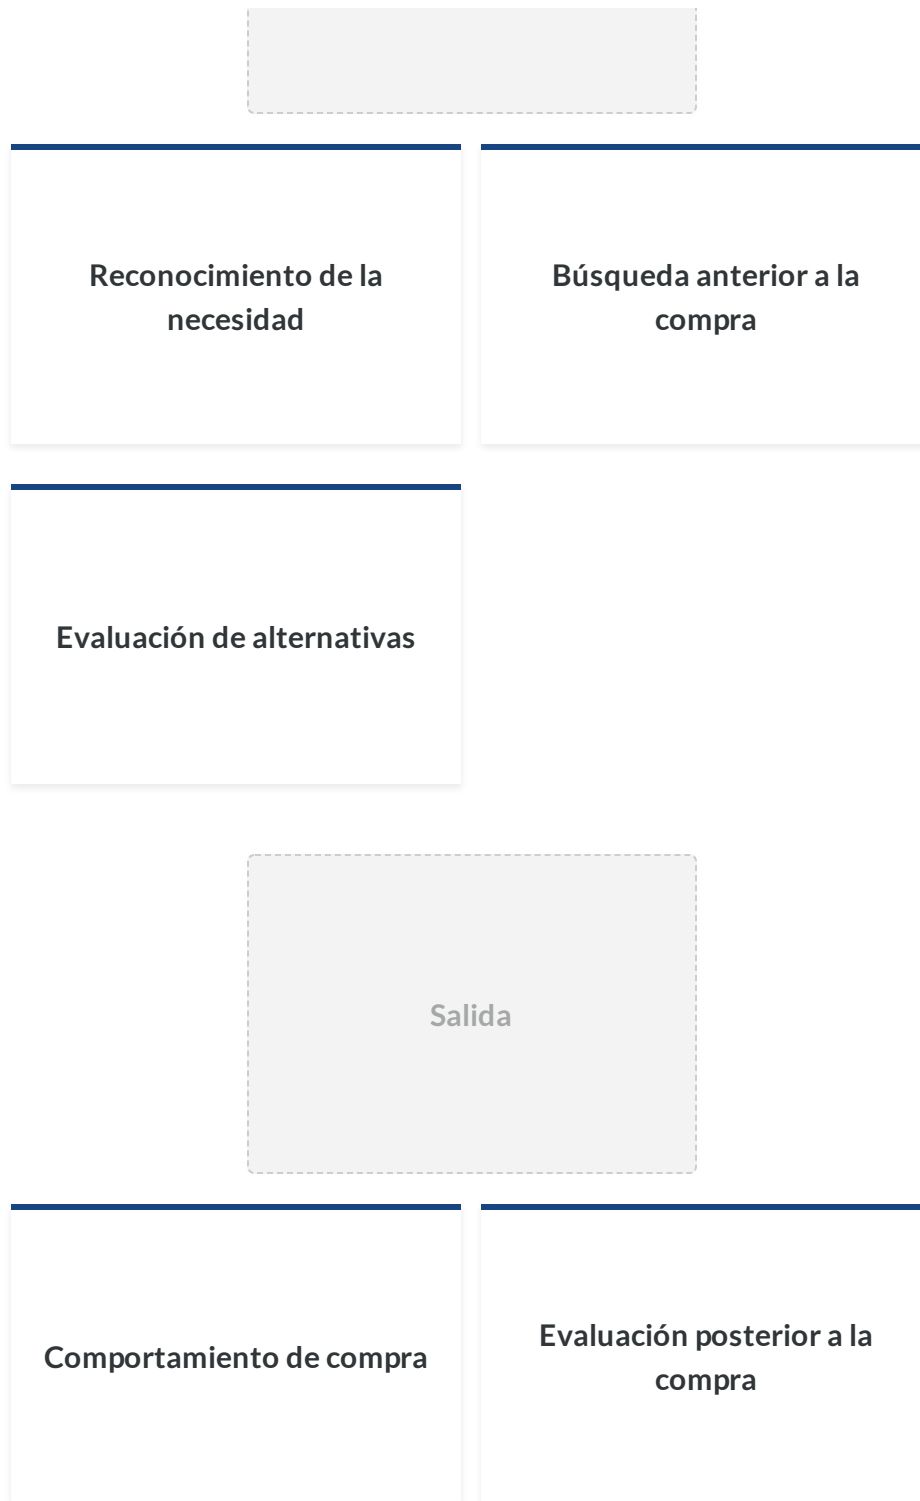 Reconocimiento de la
necesidad
Búsqueda anterior a la
compra
Evaluación de alternativas
Salida
Comportamiento de compra
Evaluación posterior a la
compra